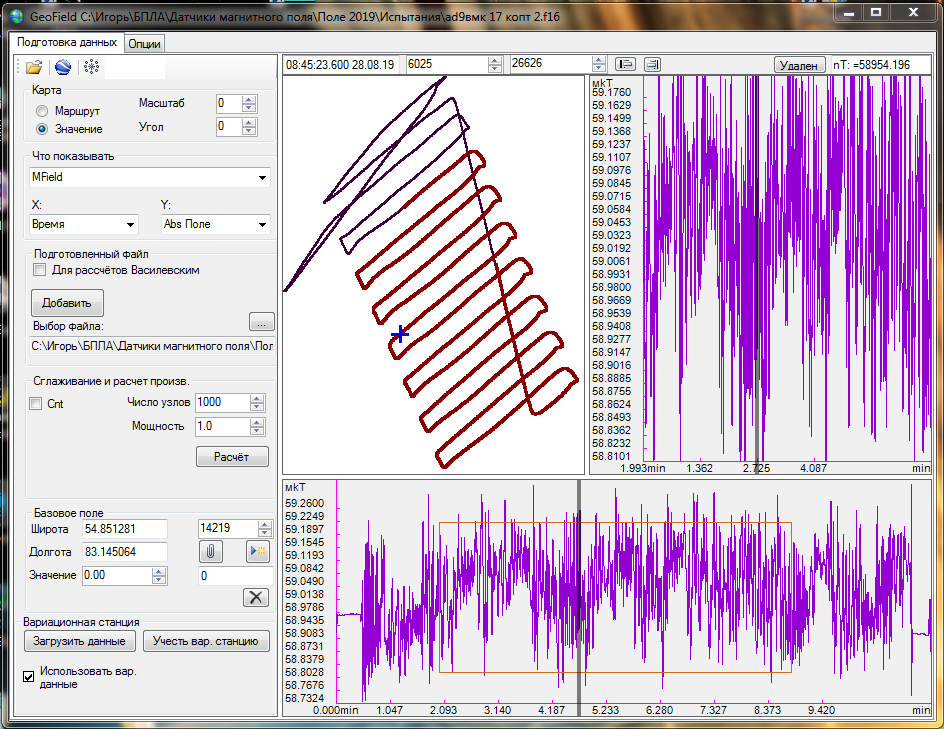 GeoField C:\Игорь\БПЛА\Датчики магнитного поля\Поле 2019\Испытания\ad9вмк 17 копт 2.f16
Подготовка данных Опции
08:45:23.600 28.08.19 6025 26626 Удален nT: =58954.196
Карта
Маршрут
Значение
Масштаб 0
Угол 0
Что показывать
MField
X: Y:
Время Abs Поле
Подготовленный файл
Для рассчётов Василевским
Добавить
Выбор файла: ...
C:\Игорь\БПЛА\Датчики магнитного поля\Пол
Сглаживание и расчет произв.
Cnt Число узлов 1000
Мощность 1.0
Расчёт
Базовое поле
Широта 54.851281 14219
Долгота 83.145064
Значение 0.00 0
Вариационная станция
Загрузить данные Учесть вар. станцию
Использовать вар.
данные
мкТ
59.1760
59.1629
59.1499
59.1368
59.1237
59.1107
59.0976
59.0845
59.0715
59.0584
59.0453
59.0323
59.0192
59.0061
58.9931
58.9800
58.9669
58.9539
58.9408
58.9277
58.9147
58.9016
58.8885
58.8755
58.8624
58.8493
58.8363
58.8232
58.8101
1.993min 1.362 2.725 4.087 min
мкТ
59.2600
59.2249
59.1897
59.1545
59.1193
59.0842
59.0490
59.0138
58.9786
58.9435
58.9083
58.8731
58.8379
58.8028
58.7676
58.7324
0.000min 1.047 2.093 3.140 4.187 5.233 6.280 7.327 8.373 9.420 min